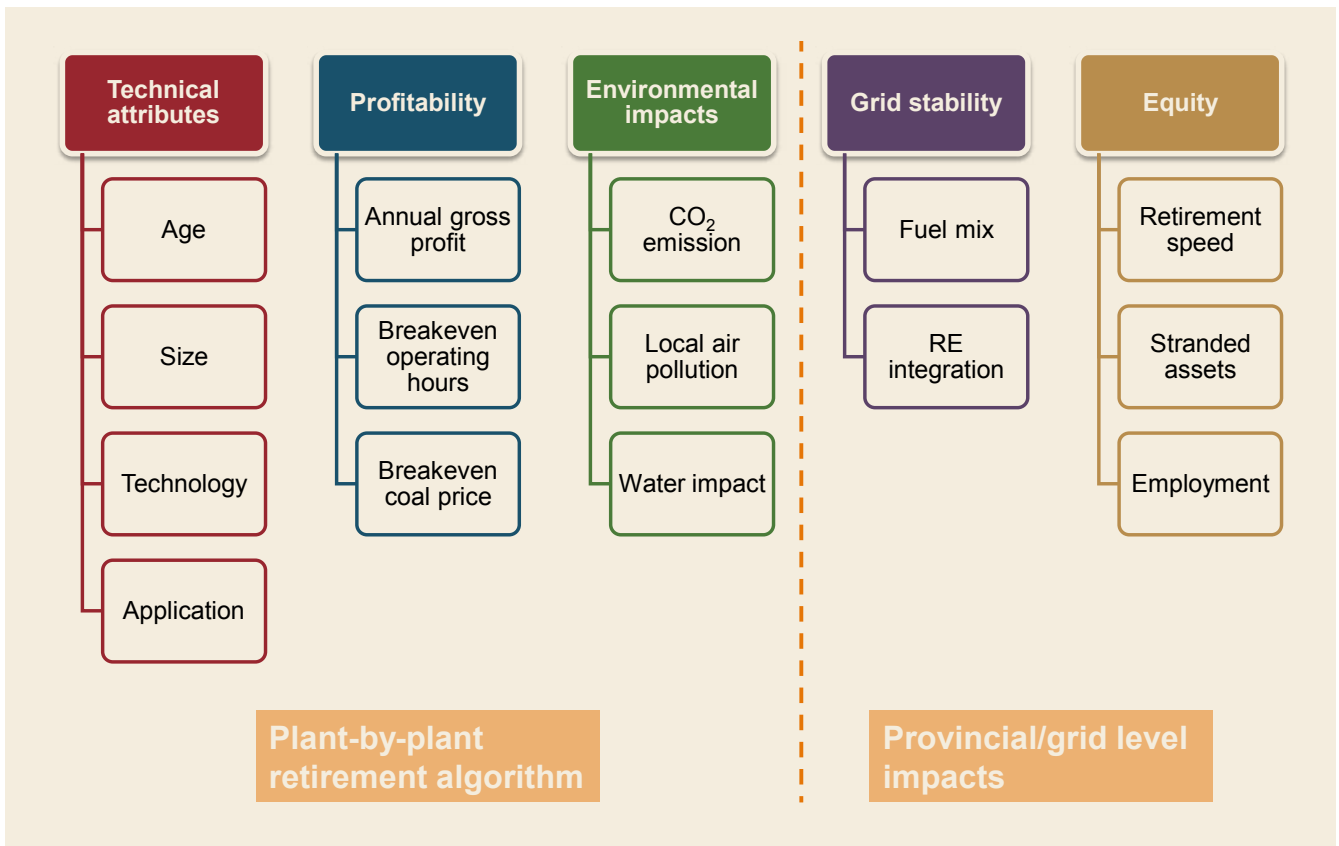 Technical
attributes
Age
Size
Technology
Application
Profitability
Annual gross
profit
Breakeven
operating
hours
Breakeven
coal price
Environmental
impacts
CO₂
emission
Local air
pollution
Water impact
Grid stability
Fuel mix
RE
integration
Equity
Retirement
speed
Stranded
assets
Employment
Plant-by-plant
retirement algorithm
Provincial/grid level
impacts